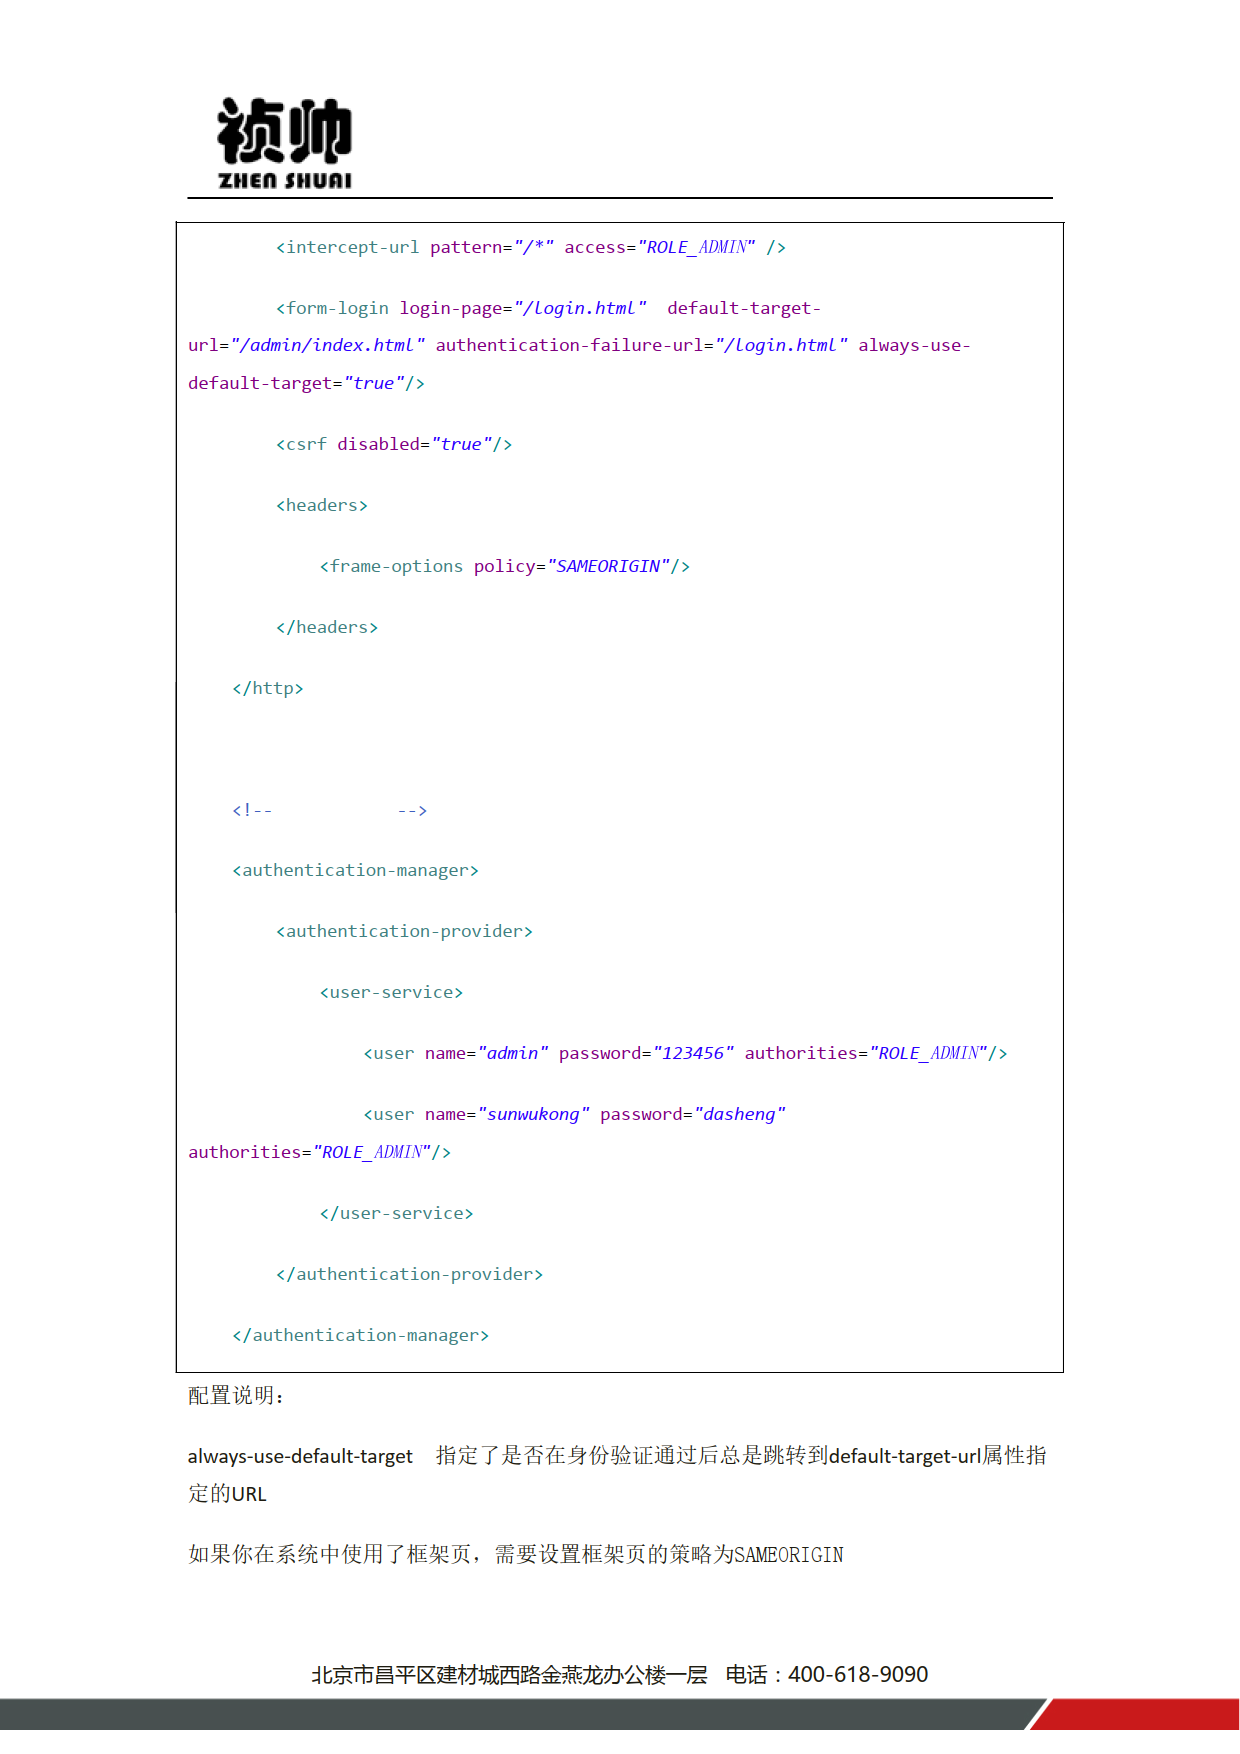 祯帅
ZHEN SHUAI
<intercept-url pattern="/*" access="ROLE_ADMIN" />
<form-login login-page="/login.html"  default-target-
url="/admin/index.html" authentication-failure-url="/login.html" always-use-
default-target="true"/>
<csrf disabled="true"/>
<headers>
<frame-options policy="SAMEORIGIN"/>
</headers>
</http>
<!--            -->
<authentication-manager>
<authentication-provider>
<user-service>
<user name="admin" password="123456" authorities="ROLE_ADMIN"/>
<user name="sunwukong" password="dasheng"
authorities="ROLE_ADMIN"/>
</user-service>
</authentication-provider>
</authentication-manager>
配置说明：
always-use-default-target  指定了是否在身份验证通过后总是跳转到default-target-url属性指
定的URL
如果你在系统中使用了框架页，需要设置框架页的策略为SAMEORIGIN
北京市昌平区建材城西路金燕龙办公楼一层  电话：400-618-9090